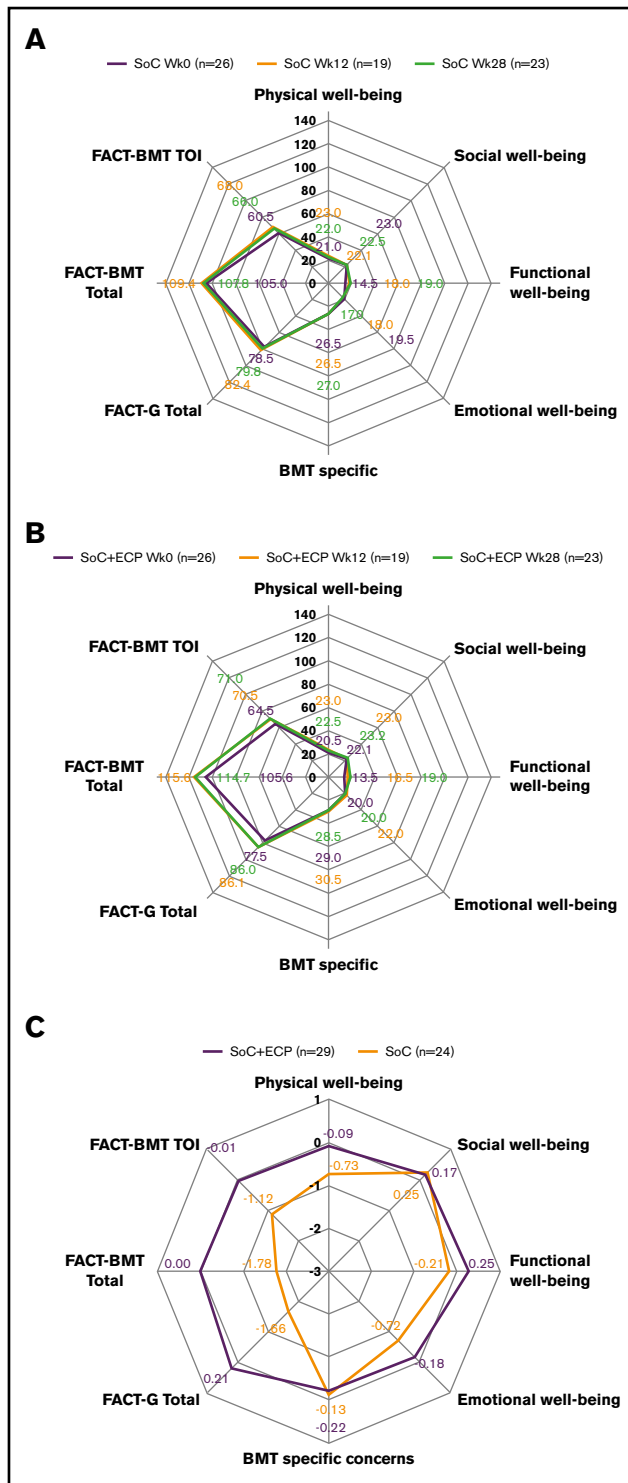 A
SoC Wk0 (n=26) SoC Wk12 (n=19) SoC Wk28 (n=23)
Physical well-being
140
120
FACT-BMT TOI Social well-being
100
68.0 80
66.0 60 23.0 23.0
60.5 40 22.0 22.5
21.0 22.1
20
FACT-BMT Total
109.4 107.8 105.0 0 14.5 18.0 19.0
Functional well-being
17.0
18.0
26.5 19.5
78.5 26.5
79.8 27.0
82.4
FACT-G Total Emotional well-being
BMT specific
B
SoC+ECP Wk0 (n=26) SoC+ECP Wk12 (n=19) SoC+ECP Wk28 (n=23)
Physical well-being
140
120
FACT-BMT TOI Social well-being
100
71.0 80
70.5 23.0
64.5 60 23.0
40 22.5 23.2
20.5 22.1
20
FACT-BMT Total
115.6 114.7 105.6 0 13.5 18.5 19.0
Functional well-being
20.0
20.0
28.5 22.0
77.5 29.0
86.0 30.5
86.1
FACT-G Total Emotional well-being
BMT specific
C
SoC+ECP (n=29) SoC (n=24)
Physical well-being
1
-0.09
FACT-BMT TOI -0.01 0 0.17 Social well-being
-0.73
-1.12 -1 0.25
-2
FACT-BMT Total
0.00 -1.78 -3 -0.21 0.25
Functional well-being
-1.56 -0.72
0.21 -0.18
FACT-G Total Emotional well-being
-0.13
-0.22
BMT specific concerns